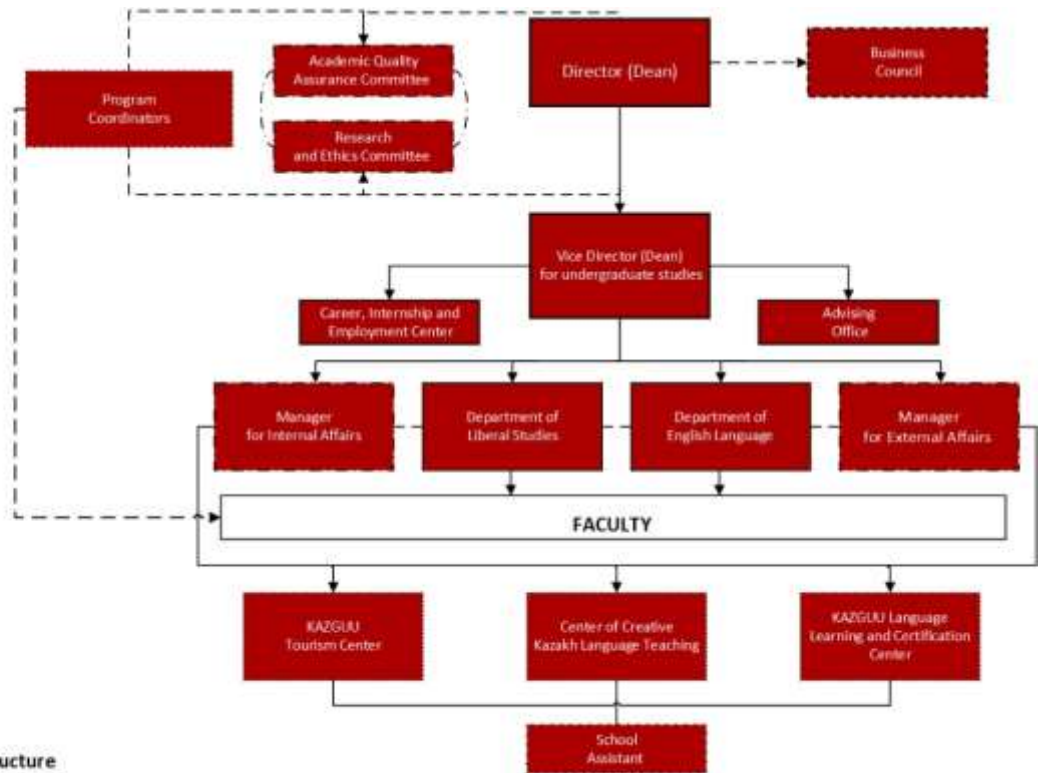 Academic Quality
Assurance Committee
Director (Dean)
Business
Council
Program
Coordinators
Research
and Ethics Committee
Vice Director (Dean)
for undergraduate studies
Career, Internship and
Employment Center
Advising
Office
Manager
for Internal Affairs
Department of
Liberal Studies
Department of
English Language
Manager
for External Affairs
FACULTY
KAZGUU
Tourism Center
Center of Creative
Kazakh Language Teaching
KAZGUU Language
Learning and Certification
Center
School
Assistant
ucture